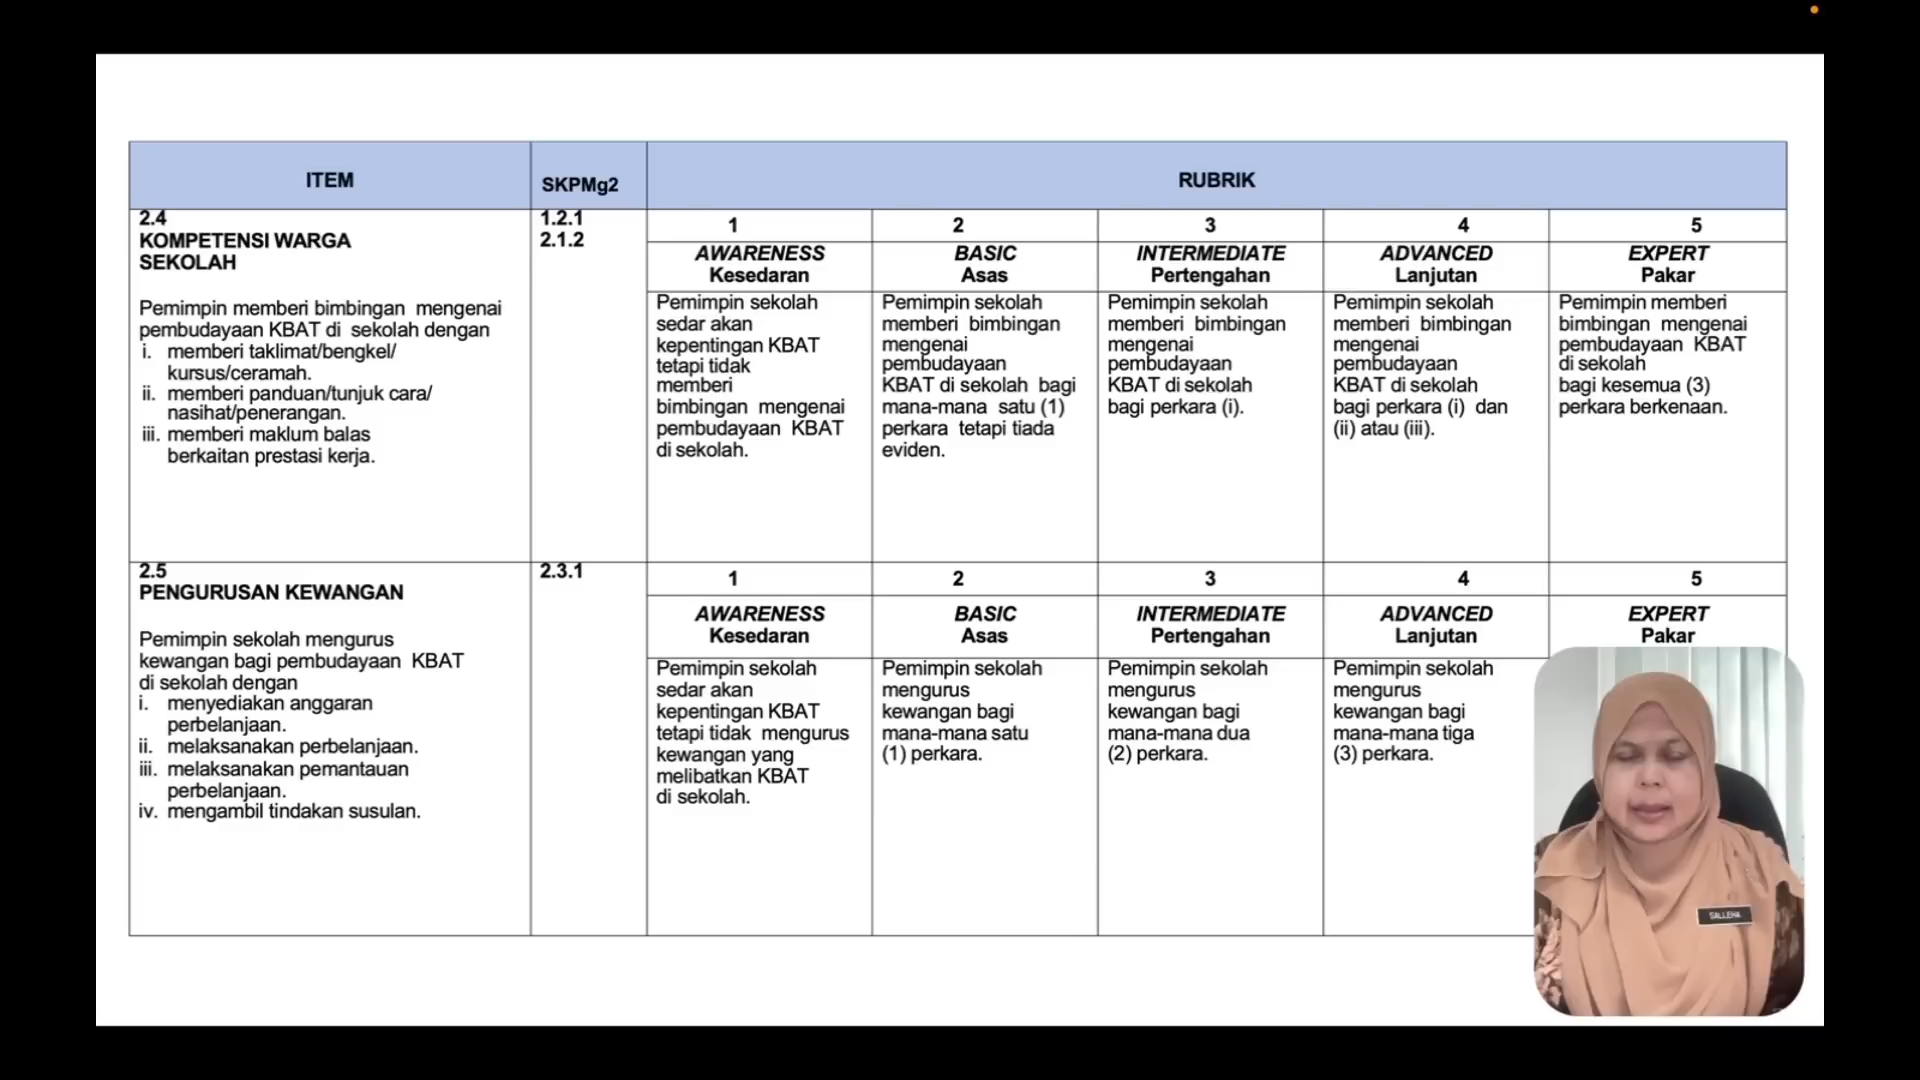 ITEM
SKPMg2
RUBRIK
2.4
KOMPETENSI WARGA
SEKOLAH
Pemimpin memberi bimbingan mengenai
pembudayaan KBAT di sekolah dengan
i. memberi taklimat/bengkel/
kursus/ceramah.
ii. memberi panduan/tunjuk cara/
nasihat/penerangan.
iii. memberi maklum balas
berkaitan prestasi kerja.
1.2.1
2.1.2
1
AWARENESS
Kesedaran
Pemimpin sekolah
sedar akan
kepentingan KBAT
tetapi tidak
memberi
bimbingan mengenai
pembudayaan KBAT
di sekolah.
2
BASIC
Asas
Pemimpin sekolah
memberi bimbingan
mengenai
pembudayaan
KBAT di sekolah bagi
mana-mana satu (1)
perkara tetapi tiada
eviden.
3
INTERMEDIATE
Pertengahan
Pemimpin sekolah
memberi bimbingan
mengenai
pembudayaan
KBAT di sekolah
bagi perkara (i).
4
ADVANCED
Lanjutan
Pemimpin sekolah
memberi bimbingan
mengenai
pembudayaan
KBAT di sekolah
bagi perkara (i) dan
(ii) atau (iii).
5
EXPERT
Pakar
Pemimpin memberi
bimbingan mengenai
pembudayaan KBAT
di sekolah
bagi kesemua (3)
perkara berkenaan.
2.5
PENGURUSAN KEWANGAN
Pemimpin sekolah mengurus
kewangan bagi pembudayaan KBAT
di sekolah dengan
i. menyediakan anggaran
perbelanjaan.
ii. melaksanakan perbelanjaan.
iii. melaksanakan pemantauan
perbelanjaan.
iv. mengambil tindakan susulan.
2.3.1
1
AWARENESS
Kesedaran
Pemimpin sekolah
sedar akan
kepentingan KBAT
tetapi tidak mengurus
kewangan yang
melibatkan KBAT
di sekolah.
2
BASIC
Asas
Pemimpin sekolah
mengurus
kewangan bagi
mana-mana satu
(1) perkara.
3
INTERMEDIATE
Pertengahan
Pemimpin sekolah
mengurus
kewangan bagi
mana-mana dua
(2) perkara.
4
ADVANCED
Lanjutan
Pemimpin sekolah
mengurus
kewangan bagi
mana-mana tiga
(3) perkara.
5
EXPERT
Pakar
SALLEHA